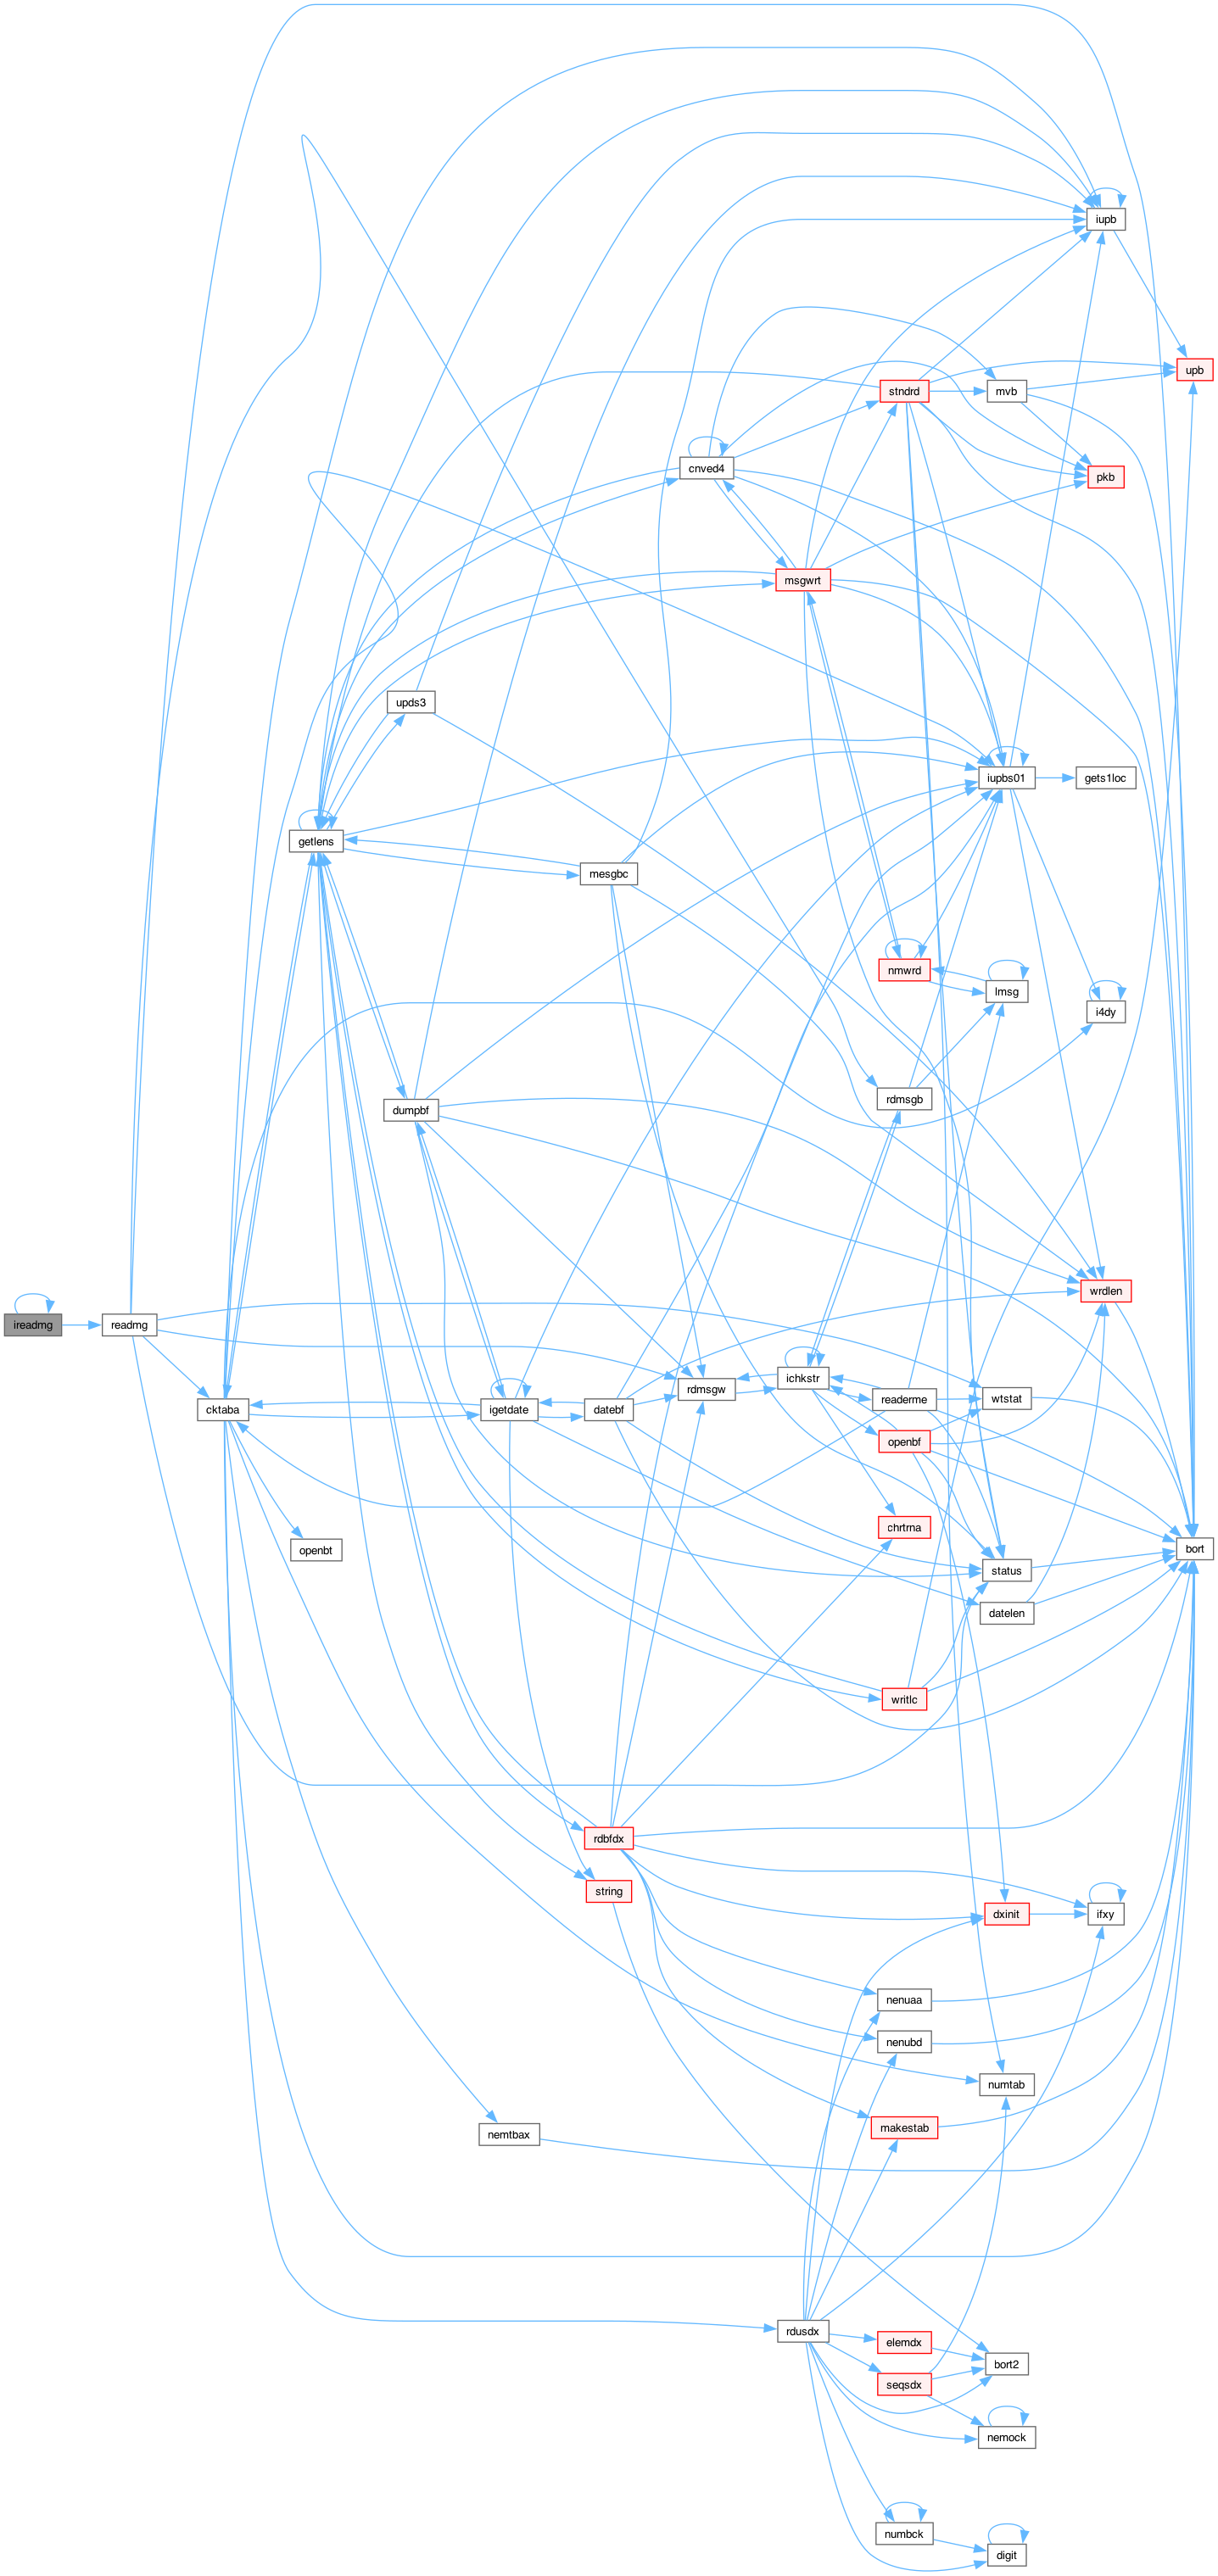 iupb
upb
stndrd
mvb
cnved4
pkb
msgwrt
upds3
iupbs01
gets1loc
getlens
mesgbc
nmwrd
lmsg
i4dy
rdmsgb
dumpbf
wrdlen
ireadmg
readmg
ichkstr
rdmsgw
readerme
wtstat
cktaba
igetdate
datebf
openbf
chrtrna
openbt
bort
status
datelen
writlc
rdbfdx
string
dxinit
ifxy
nenuaa
nenubd
numtab
makestab
nemtbax
rdusdx
elemdx
bort2
seqsdx
nemock
numbck
digit